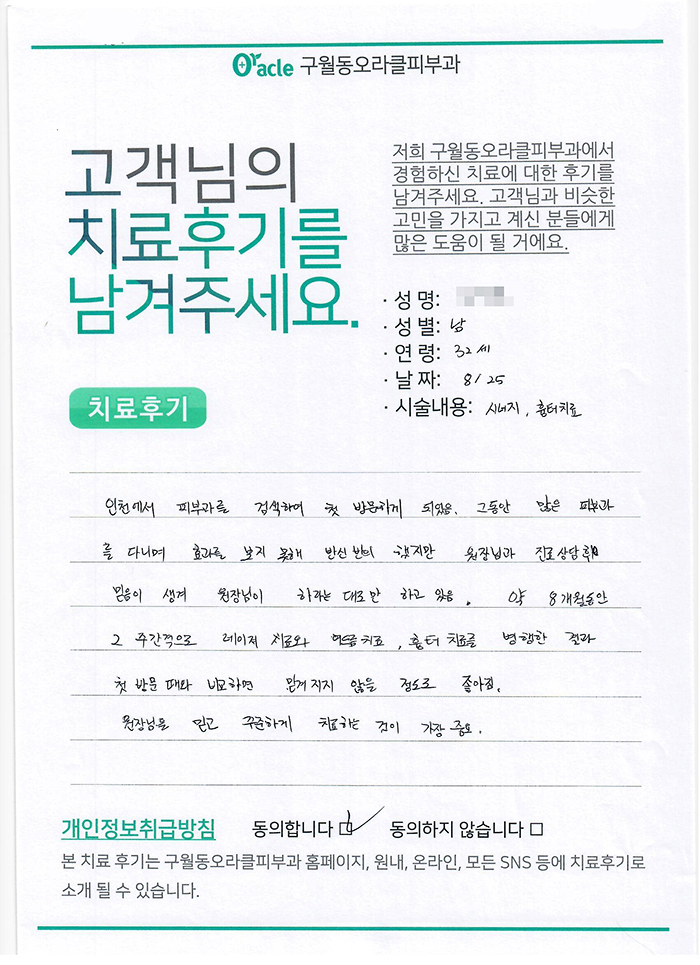 Oracle 구월동오라클피부과
고객님의
치료후기를
남겨주세요.
저희 구월동오라클피부과에서
경험하신 치료에 대한 후기를
남겨주세요. 고객님과 비슷한
고민을 가지고 계신 분들에게
많은 도움이 될 거에요.
· 성 명:
· 성 별: 남
· 연 령: 32세
· 날 짜: 8/25
· 시술내용: 시너지, 흉터치료
치료후기
인천에서 피부과를 검색하여 첫 방문하게 되었음. 그동안 많은 피부과
를 다니며 효과를 보지 못해 반신반의 했지만 원장님과 진료상담후
믿음이 생겨 원장님이 하라는 대로만 하고 있음. 약 8개월동안
2주간격으로 레이저 치료와 염증치료, 흉터 치료를 병행한 결과
첫 방문 때와 비교하면 믿겨지지 않을 정도로 좋아짐.
원장님을 믿고 꾸준하게 치료하는 것이 가장 중요.
개인정보취급방침 동의합니다 동의하지 않습니다
본 치료 후기는 구월동오라클피부과 홈페이지, 원내, 온라인, 모든 SNS 등에 치료후기로
소개 될 수 있습니다.